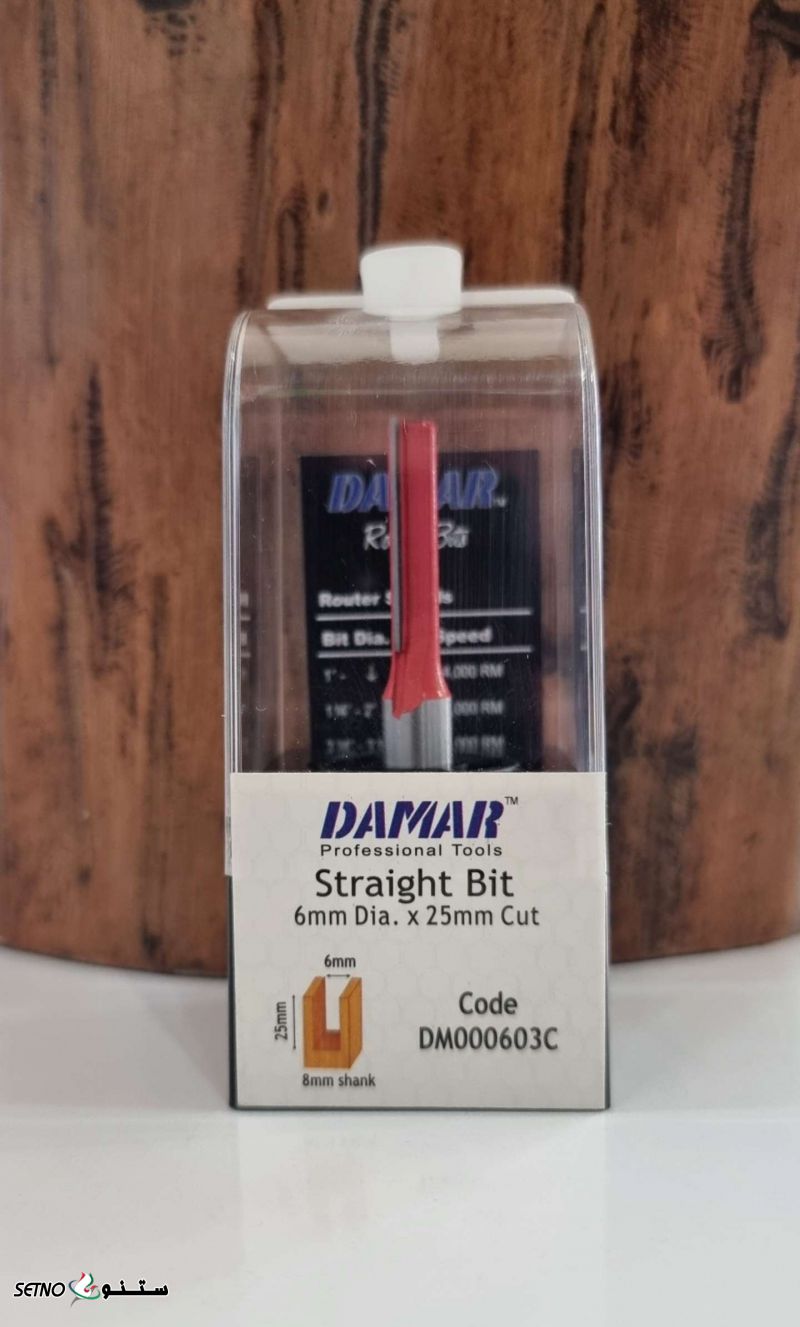 DAMAR
Router
Bit Dia. Speed
DAMAR™
Professional Tools
Straight Bit
6mm Dia. x 25mm Cut
6mm
25mm
8mm shank
Code
DM000603C
SETNO ستنو